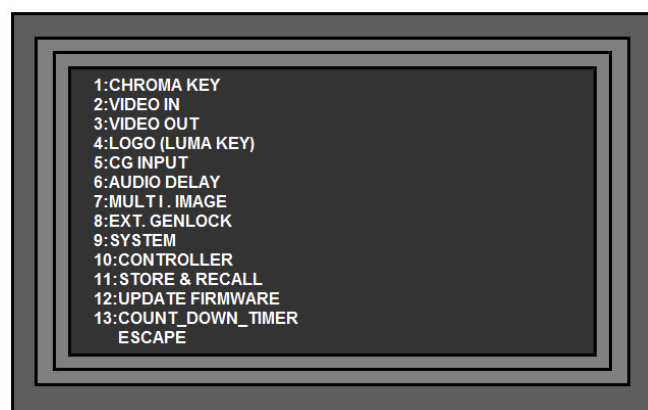 1:CHROMA KEY
2:VIDEO IN
3:VIDEO OUT
4:LOGO (LUMA KEY)
5:CG INPUT
6:AUDIO DELAY
7:MULTI . IMAGE
8:EXT. GENLOCK
9:SYSTEM
10:CONTROLLER
11:STORE & RECALL
12:UPDATE FIRMWARE
13:COUNT_DOWN_TIMER
ESCAPE